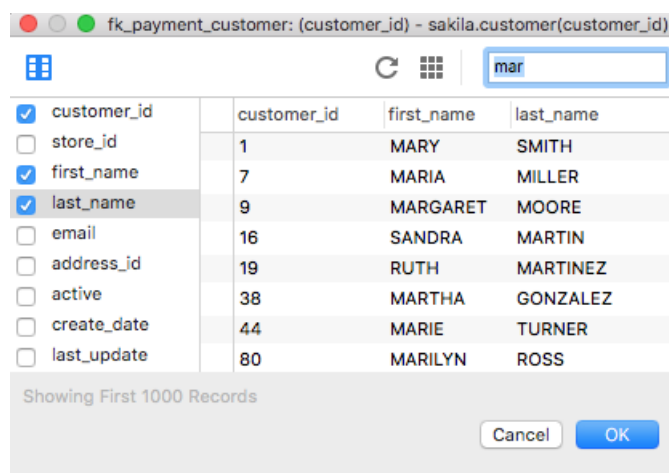 fk_payment_customer: (customer_id) - sakila.customer(customer_id)
mar
customer_id
store_id
first_name
last_name
email
address_id
active
create_date
last_update
customer_id first_name last_name
1 MARY SMITH
7 MARIA MILLER
9 MARGARET MOORE
16 SANDRA MARTIN
19 RUTH MARTINEZ
38 MARTHA GONZALEZ
44 MARIE TURNER
80 MARILYN ROSS
Showing First 1000 Records
Cancel OK